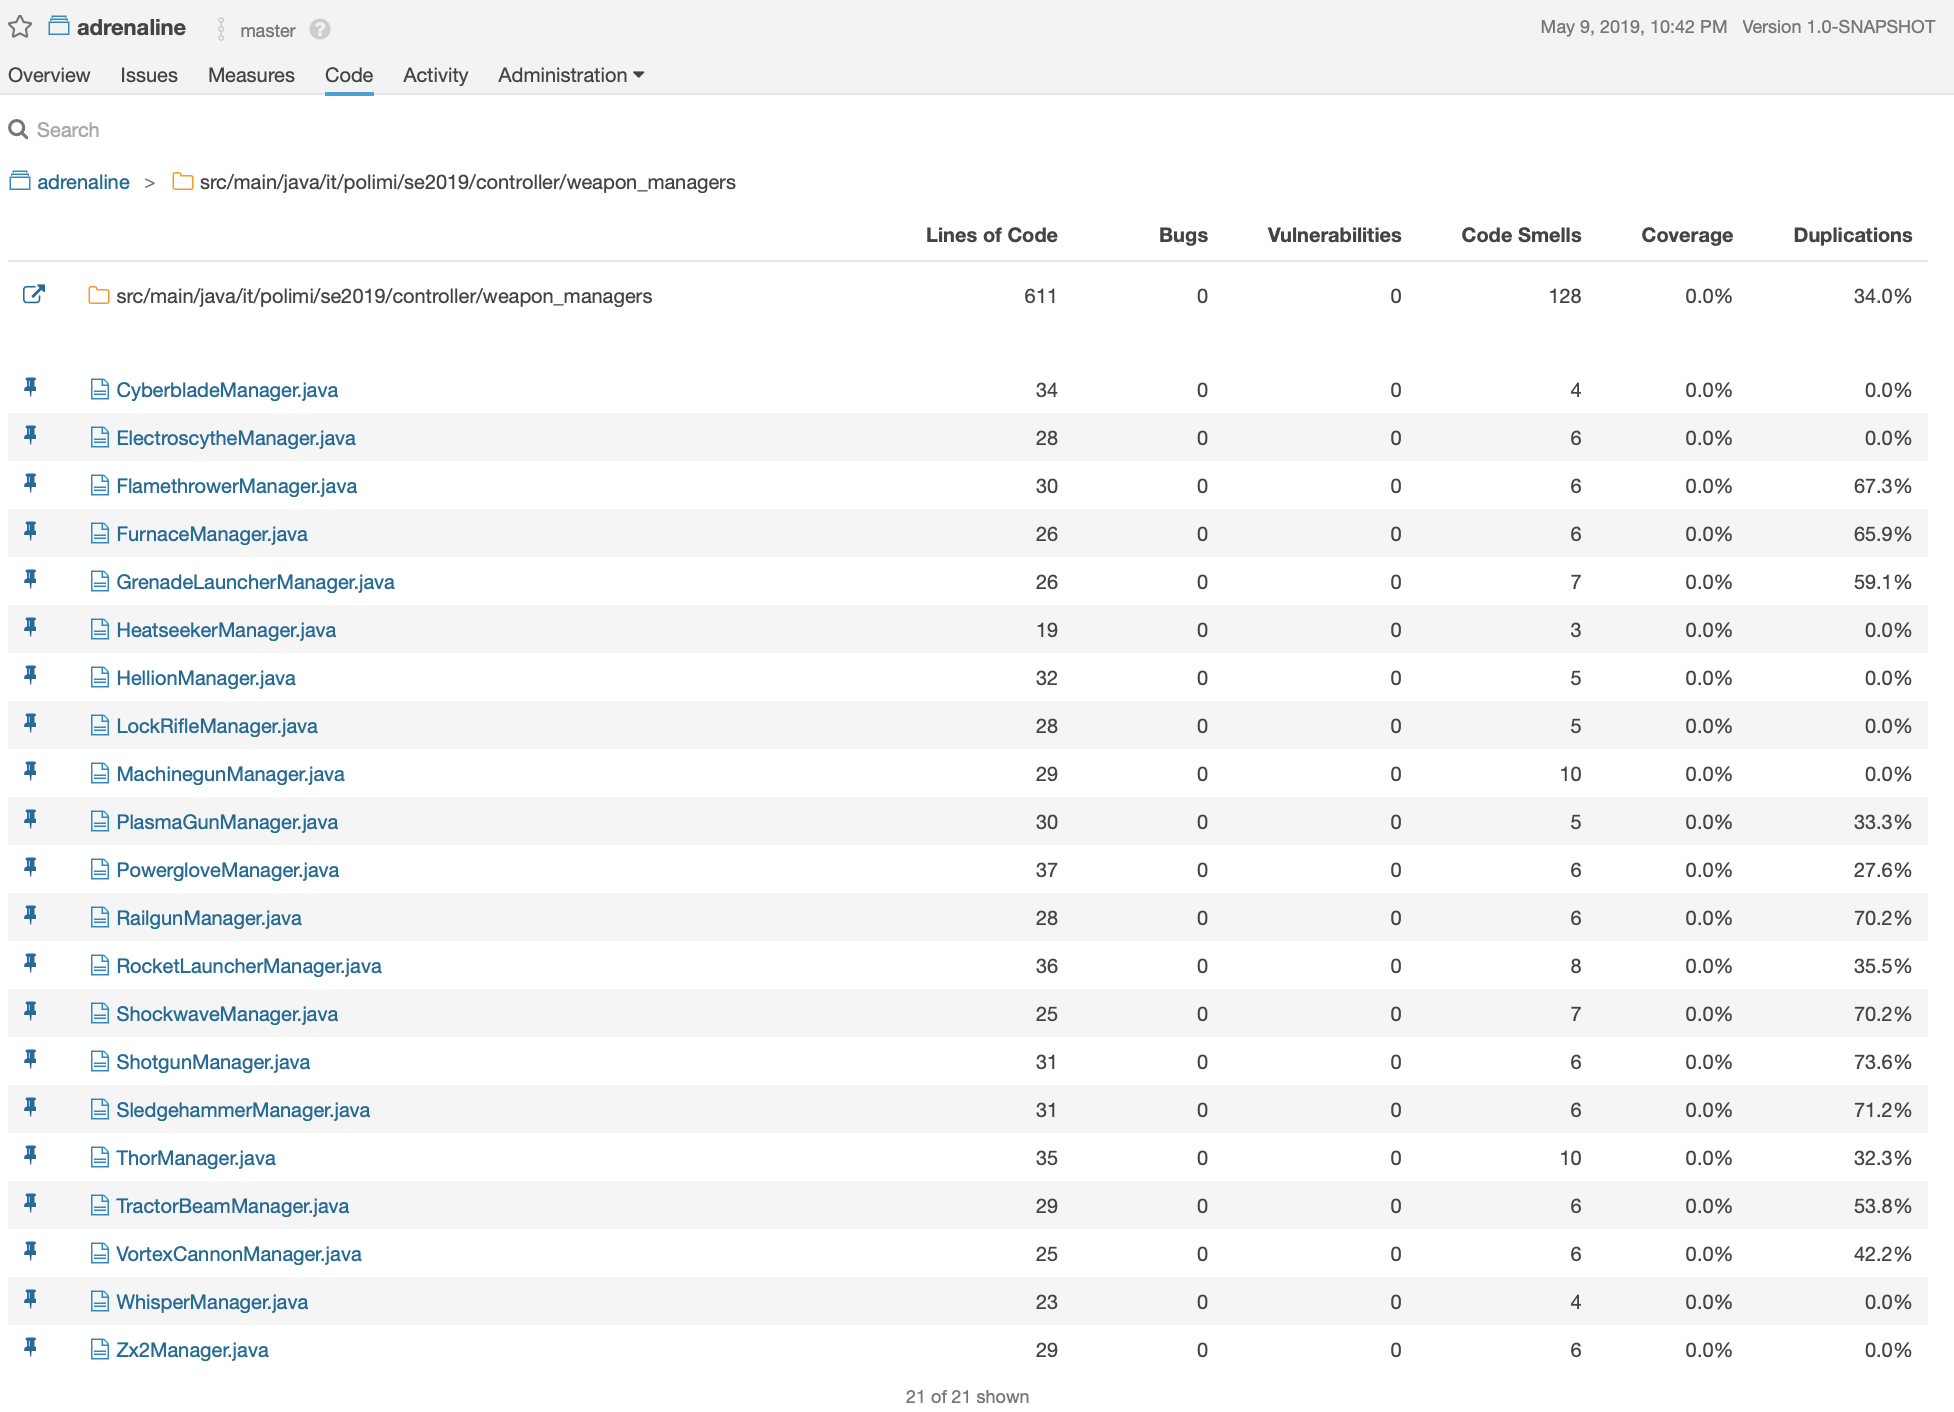 adrenaline master ? May 9, 2019, 10:42 PM Version 1.0-SNAPSHOT
Overview Issues Measures Code Activity Administration
Search
adrenaline > src/main/java/it/polimi/se2019/controller/weapon_managers
Lines of Code Bugs Vulnerabilities Code Smells Coverage Duplications
src/main/java/it/polimi/se2019/controller/weapon_managers 611 0 0 128 0.0% 34.0%
CyberbladeManager.java 34 0 0 4 0.0% 0.0%
ElectroscytheManager.java 28 0 0 6 0.0% 0.0%
FlamethrowerManager.java 30 0 0 6 0.0% 67.3%
FurnaceManager.java 26 0 0 6 0.0% 65.9%
GrenadeLauncherManager.java 26 0 0 7 0.0% 59.1%
HeatseekerManager.java 19 0 0 3 0.0% 0.0%
HellionManager.java 32 0 0 5 0.0% 0.0%
LockRifleManager.java 28 0 0 5 0.0% 0.0%
MachinegunManager.java 29 0 0 10 0.0% 0.0%
PlasmaGunManager.java 30 0 0 5 0.0% 33.3%
PowergloveManager.java 37 0 0 6 0.0% 27.6%
RailgunManager.java 28 0 0 6 0.0% 70.2%
RocketLauncherManager.java 36 0 0 8 0.0% 35.5%
ShockwaveManager.java 25 0 0 7 0.0% 70.2%
ShotgunManager.java 31 0 0 6 0.0% 73.6%
SledgehammerManager.java 31 0 0 6 0.0% 71.2%
ThorManager.java 35 0 0 10 0.0% 32.3%
TractorBeamManager.java 29 0 0 6 0.0% 53.8%
VortexCannonManager.java 25 0 0 6 0.0% 42.2%
WhisperManager.java 23 0 0 4 0.0% 0.0%
Zx2Manager.java 29 0 0 6 0.0% 0.0%
21 of 21 shown